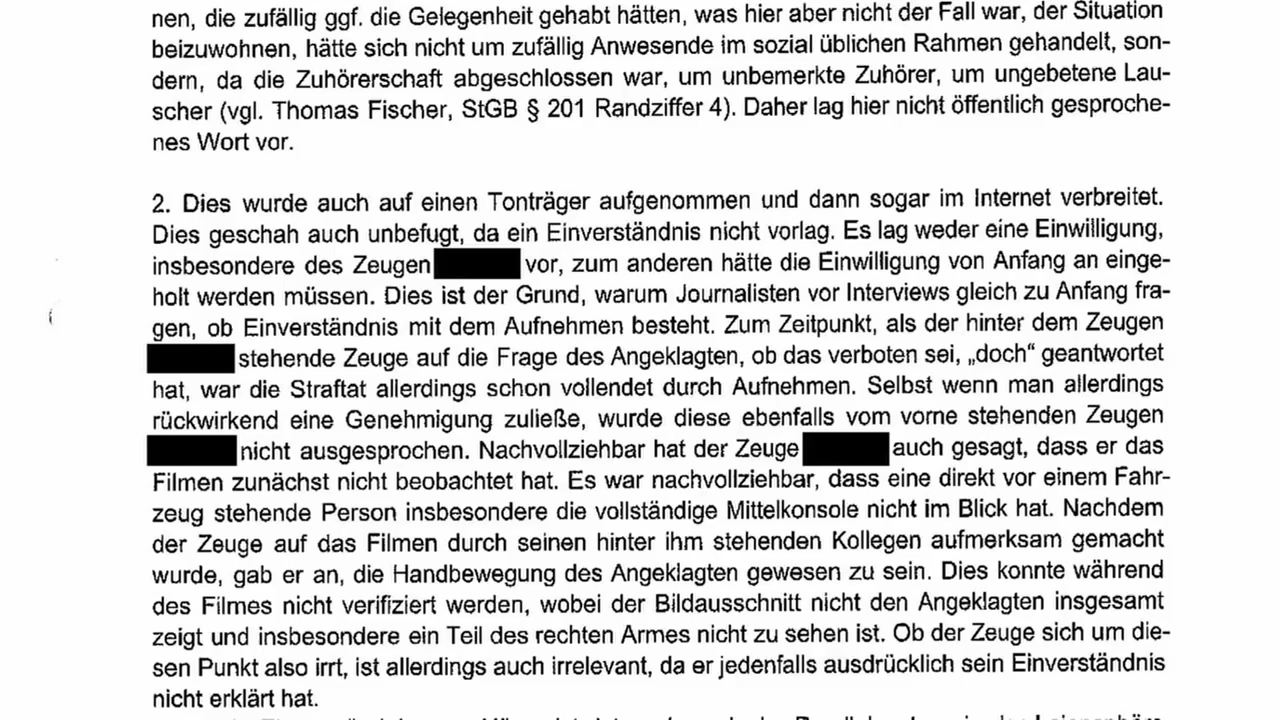 nen, die zufällig ggf. die Gelegenheit gehabt hätten, was hier aber nicht der Fall war, der Situation
beizuwohnen, hätte sich nicht um zufällig Anwesende im sozial üblichen Rahmen gehandelt, son-
dern, da die Zuhörerschaft abgeschlossen war, um unbemerkte Zuhörer, um ungebetene Lau-
scher (vgl. Thomas Fischer, StGB § 201 Randziffer 4). Daher lag hier nicht öffentlich gesproche-
nes Wort vor.
2. Dies wurde auch auf einen Tonträger aufgenommen und dann sogar im Internet verbreitet.
Dies geschah auch unbefugt, da ein Einverständnis nicht vorlag. Es lag weder eine Einwilligung,
insbesondere des Zeugen vor, zum anderen hätte die Einwilligung von Anfang an einge-
holt werden müssen. Dies ist der Grund, warum Journalisten vor Interviews gleich zu Anfang fra-
gen, ob Einverständnis mit dem Aufnehmen besteht. Zum Zeitpunkt, als der hinter dem Zeugen
stehende Zeuge auf die Frage des Angeklagten, ob das verboten sei, „doch“ geantwortet
hat, war die Straftat allerdings schon vollendet durch Aufnehmen. Selbst wenn man allerdings
rückwirkend eine Genehmigung zuließe, wurde diese ebenfalls vom vorne stehenden Zeugen
nicht ausgesprochen. Nachvollziehbar hat der Zeuge auch gesagt, dass er das
Filmen zunächst nicht beobachtet hat. Es war nachvollziehbar, dass eine direkt vor einem Fahr-
zeug stehende Person insbesondere die vollständige Mittelkonsole nicht im Blick hat. Nachdem
der Zeuge auf das Filmen durch seinen hinter ihm stehenden Kollegen aufmerksam gemacht
wurde, gab er an, die Handbewegung des Angeklagten gewesen zu sein. Dies konnte während
des Filmes nicht verifiziert werden, wobei der Bildausschnitt nicht den Angeklagten insgesamt
zeigt und insbesondere ein Teil des rechten Armes nicht zu sehen ist. Ob der Zeuge sich um die-
sen Punkt also irrt, ist allerdings auch irrelevant, da er jedenfalls ausdrücklich sein Einverständnis
nicht erklärt hat.